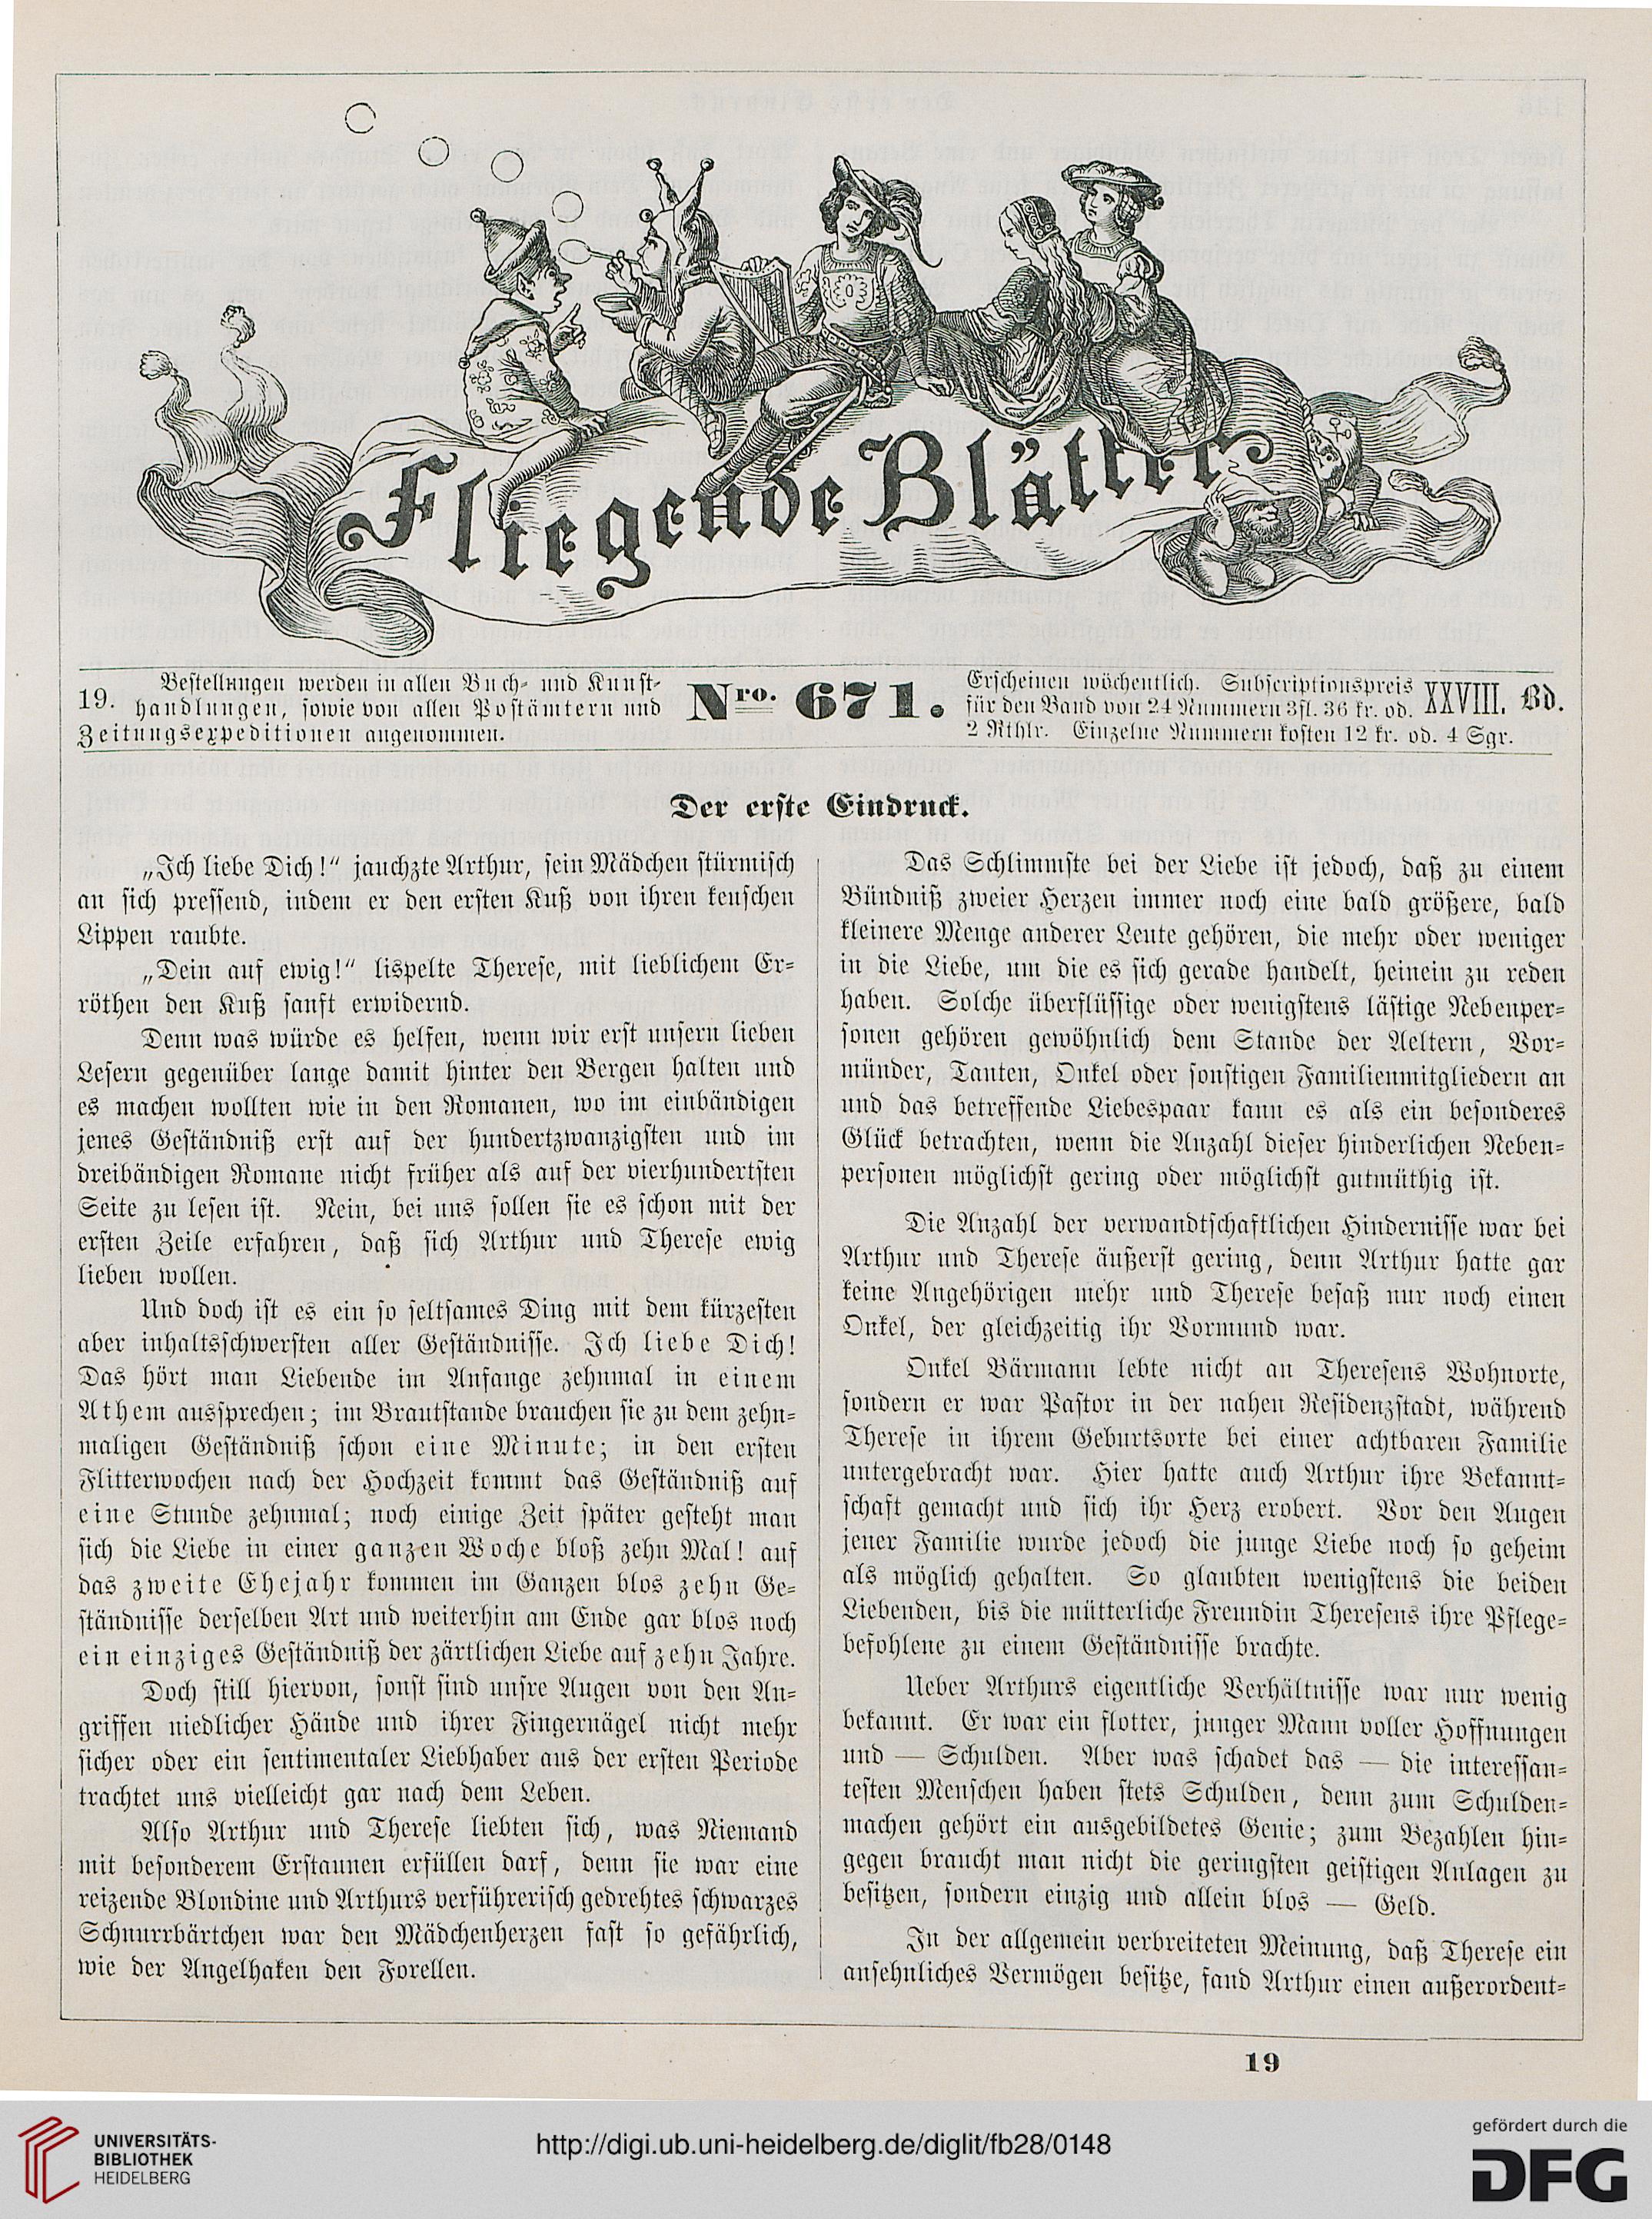 Fliegende Blätter
19. Bestellungen werden in allen Buch- und Kunst-
handlungen, sowie von allen Postämtern und
Zeitungsexpeditionen angenommen.
Nro. 671.
Erscheinen wöchentlich. Subscriptionspreis
für den Band von 24 Nummern 3fl. 36 kr. od.
2 Rthlr. Einzelne Nummern kosten 12 kr. od. 4 Sgr.
XXVIII. Bd.
Der erste Eindruck.
„Ich liebe Dich!“ jauchzte Arthur, sein Mädchen stürmisch
an sich pressend, indem er den ersten Kuß von ihren keuschen
Lippen raubte.
„Dein auf ewig!“ lispelte Therese, mit lieblichem Er-
röthen den Kuß sanft erwidernd.
Denn was würde es helfen, wenn wir erst unsern lieben
Lesern gegenüber lange damit hinter den Bergen halten und
es machen wollten wie in den Romanen, wo im einbändigen
jenes Geständniß erst auf der hundertzwanzigsten und im
dreibändigen Romane nicht früher als auf der vierhundertsten
Seite zu lesen ist. Nein, bei uns sollen sie es schon mit der
ersten Zeile erfahren, daß sich Arthur und Therese ewig
lieben wollen.
Und doch ist es ein so seltsames Ding mit dem kürzesten
aber inhaltsschwersten aller Geständnisse. Ich liebe Dich!
Das hört man Liebende im Anfange zehnmal in einem
Athem aussprechen; im Brautstande brauchen sie zu dem zehn-
maligen Geständniß schon eine Minute; in den ersten
Flitterwochen nach der Hochzeit kommt das Geständniß auf
eine Stunde zehnmal; noch einige Zeit später gesteht man
sich die Liebe in einer ganzen Woche bloß zehn Mal! auf
das zweite Ehejahr kommen im Ganzen blos zehn Ge-
ständnisse derselben Art und weiterhin am Ende gar blos noch
ein einziges Geständniß der zärtlichen Liebe auf zehn Jahre.
Doch still hiervon, sonst sind unsre Augen von den An-
griffen niedlicher Hände und ihrer Fingernägel nicht mehr
sicher oder ein sentimentaler Liebhaber aus der ersten Periode
trachtet uns vielleicht gar nach dem Leben.
Also Arthur und Therese liebten sich, was Niemand
mit besonderem Erstaunen erfüllen darf, denn sie war eine
reizende Blondine und Arthurs verführerisch gedrehtes schwarzes
Schnurrbärtchen war den Mädchenherzen fast so gefährlich,
wie der Angelhaken den Forellen.
Das Schlimmste bei der Liebe ist jedoch, daß zu einem
Bündniß zweier Herzen immer noch eine bald größere, bald
kleinere Menge anderer Leute gehören, die mehr oder weniger
in die Liebe, um die es sich gerade handelt, heinein zu reden
haben. Solche überflüssige oder wenigstens lästige Nebenper-
sonen gehören gewöhnlich dem Stande der Aeltern, Vor-
münder, Tanten, Onkel oder sonstigen Familienmitgliedern an
und das betreffende Liebespaar kann es als ein besonderes
Glück betrachten, wenn die Anzahl dieser hinderlichen Neben-
personen möglichst gering oder möglichst gutmüthig ist.
Die Anzahl der verwandtschaftlichen Hindernisse war bei
Arthur und Therese äußerst gering, denn Arthur hatte gar
keine Angehörigen mehr und Therese besaß nur noch einen
Onkel, der gleichzeitig ihr Vormund war.
Onkel Bärmann lebte nicht an Theresens Wohnorte,
sondern er war Pastor in der nahen Residenzstadt, während
Therese in ihrem Geburtsorte bei einer achtbaren Familie
untergebracht war. Hier hatte auch Arthur ihre Bekannt-
schaft gemacht und sich ihr Herz erobert. Vor den Augen
jener Familie wurde jedoch die junge Liebe noch so geheim
als möglich gehalten. So glaubten wenigstens die beiden
Liebenden, bis die mütterliche Freundin Theresens ihre Pflege-
befohlene zu einem Geständnisse brachte.
Ueber Arthurs eigentliche Verhältnisse war nur wenig
bekannt. Er war ein flotter, junger Mann voller Hoffnungen
und — Schulden. Aber was schadet das — die interessan-
testen Menschen haben stets Schulden, denn zum Schulden-
machen gehört ein ausgebildetes Genie; zum Bezahlen hin-
gegen braucht man nicht die geringsten geistigen Anlagen zu
besitzen, sondern einzig und allein blos — Geld.
In der allgemein verbreiteten Meinung, daß Therese ein
ansehnliches Vermögen besitze, fand Arthur einen außerordent-
19
UNIVERSITÄTS-
BIBLIOTHEK
HEIDELBERG
http://digi.ub.uni-heidelberg.de/diglit/fb28/0148
gefördert durch die
DFG